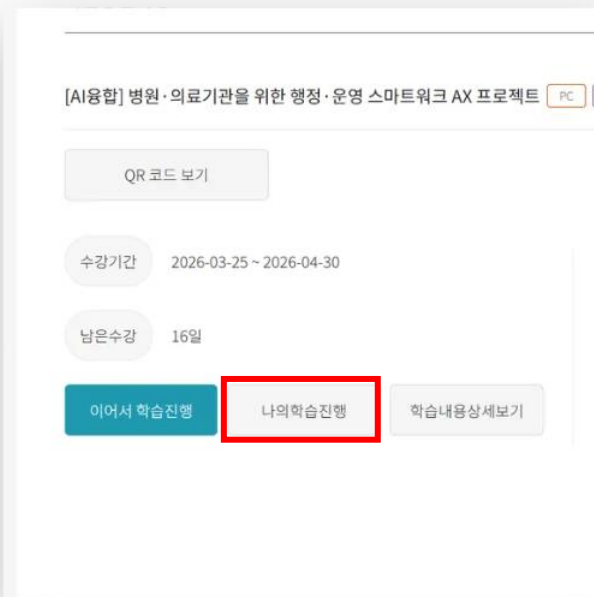 [AI융합] 병원·의료기관을 위한 행정·운영 스마트워크 AX 프로젝트 PC
QR 코드 보기
수강기간 2026-03-25 ~ 2026-04-30
남은수강 16일
이어서 학습진행 나의학습진행 학습내용상세보기